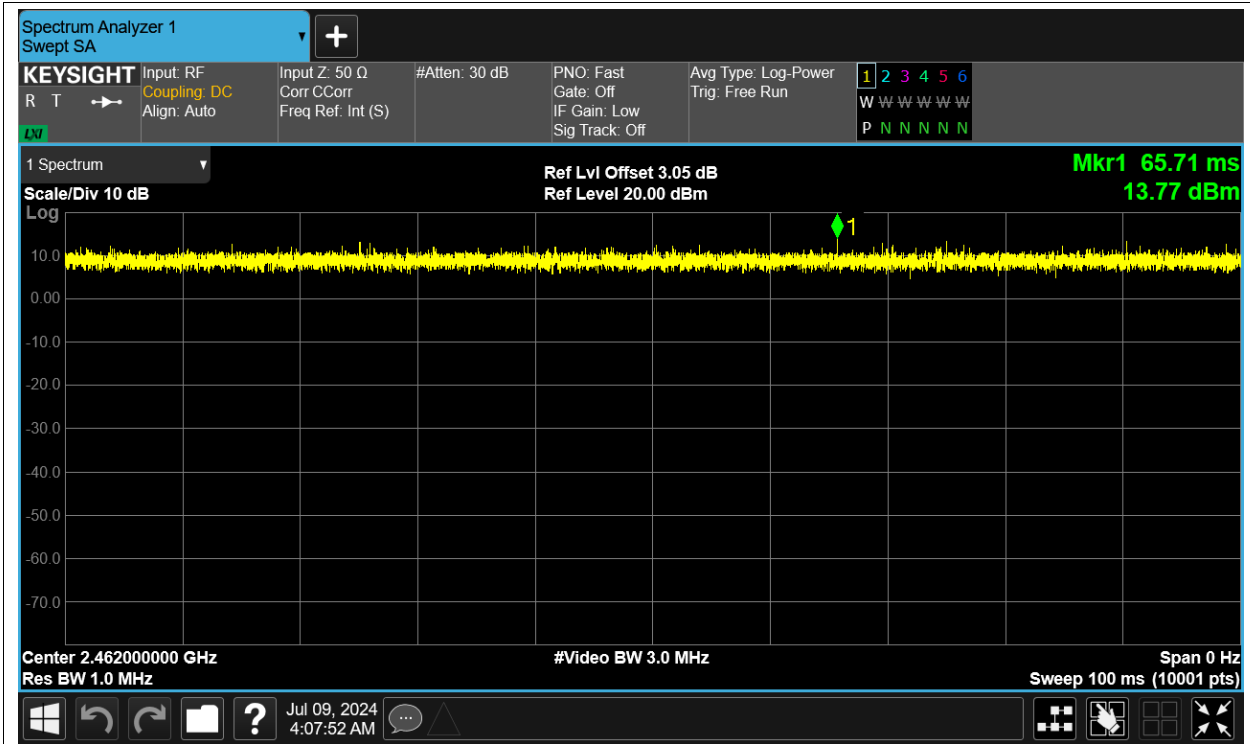 Spectrum Analyzer 1
Swept SA
KEYSIGHT
R T
LXI
Input: RF
Coupling: DC
Align: Auto
Input Z: 50 Ω
Corr CCorr
Freq Ref: Int (S)
#Atten: 30 dB
PNO: Fast
Gate: Off
IF Gain: Low
Sig Track: Off
Avg Type: Log-Power
Trig: Free Run
1 2 3 4 5 6
W W W W W W
P N N N N N
1 Spectrum
Scale/Div 10 dB
Log
Ref Lvl Offset 3.05 dB
Ref Level 20.00 dBm
Mkr1 65.71 ms
13.77 dBm
1
10.0
0.00
-10.0
-20.0
-30.0
-40.0
-50.0
-60.0
-70.0
Center 2.462000000 GHz
#Video BW 3.0 MHz
Span 0 Hz
Res BW 1.0 MHz
Sweep 100 ms (10001 pts)
?
Jul 09, 2024
4:07:52 AM